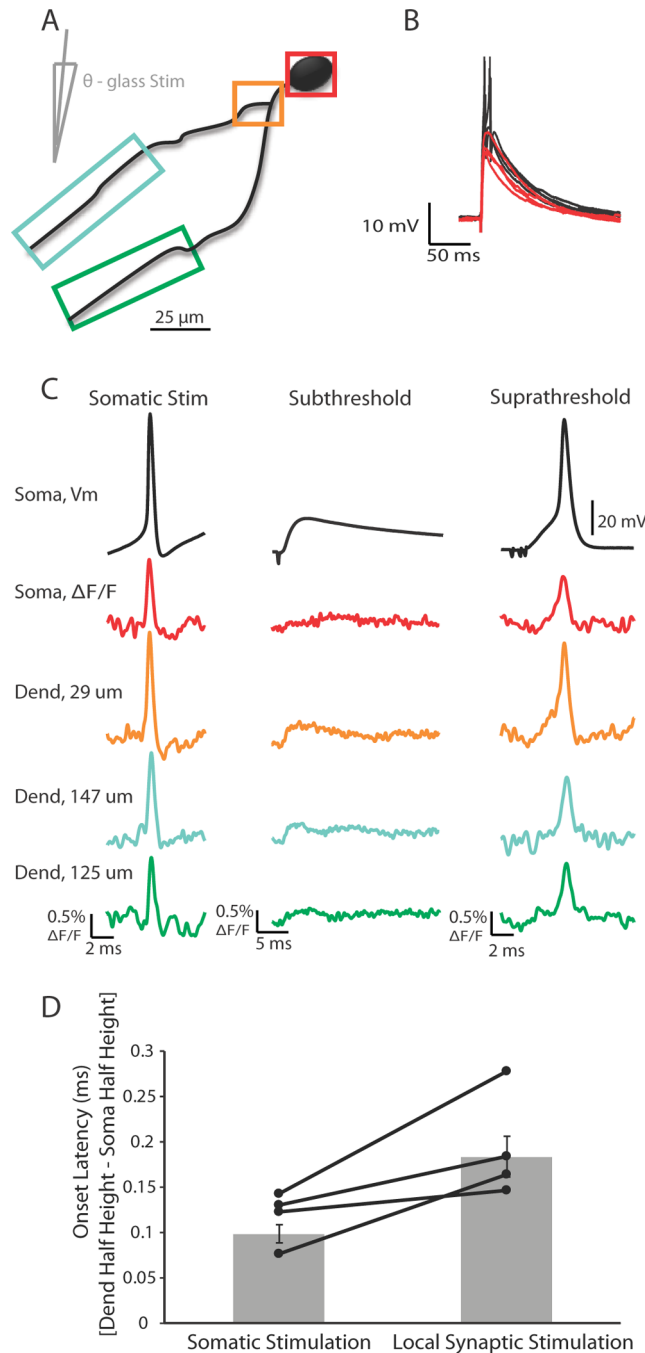 A
θ - glass Stim
25 µm
B
10 mV
50 ms
C
Somatic Stim
Subthreshold
Suprathreshold
Soma, Vm
20 mV
Soma, ΔF/F
Dend, 29 um
Dend, 147 um
Dend, 125 um
0.5%
ΔF/F
2 ms
0.5%
ΔF/F
5 ms
0.5%
ΔF/F
2 ms
D
Onset Latency (ms)
[Dend Half Height - Soma Half Height]
0.3
0.25
0.2
0.15
0.1
0.05
0
Somatic Stimulation
Local Synaptic Stimulation